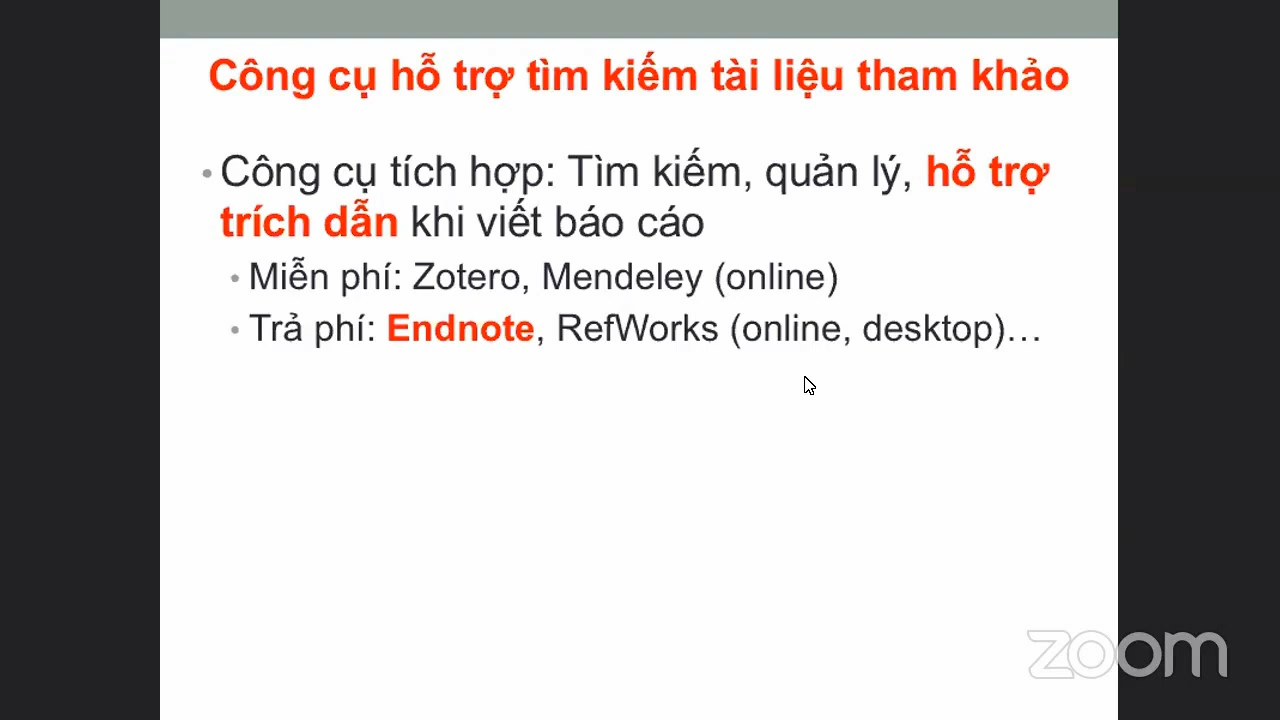 Công cụ hỗ trợ tìm kiếm tài liệu tham khảo
• Công cụ tích hợp: Tìm kiếm, quản lý, hỗ trợ
trích dẫn khi viết báo cáo
• Miễn phí: Zotero, Mendeley (online)
• Trả phí: Endnote, RefWorks (online, desktop)…
zoom